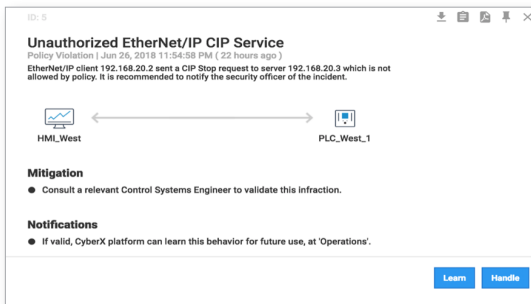 ID: 5
Unauthorized EtherNet/IP CIP Service
Policy Violation | Jun 26, 2018 11:54:58 PM ( 22 hours ago )
EtherNet/IP client 192.168.20.2 sent a CIP Stop request to server 192.168.20.3 which is not
allowed by policy. It is recommended to notify the security officer of the incident.
HMI_West
PLC_West_1
Mitigation
● Consult a relevant Control Systems Engineer to validate this infraction.
Notifications
● If valid, CyberX platform can learn this behavior for future use, at 'Operations'.
Learn
Handle